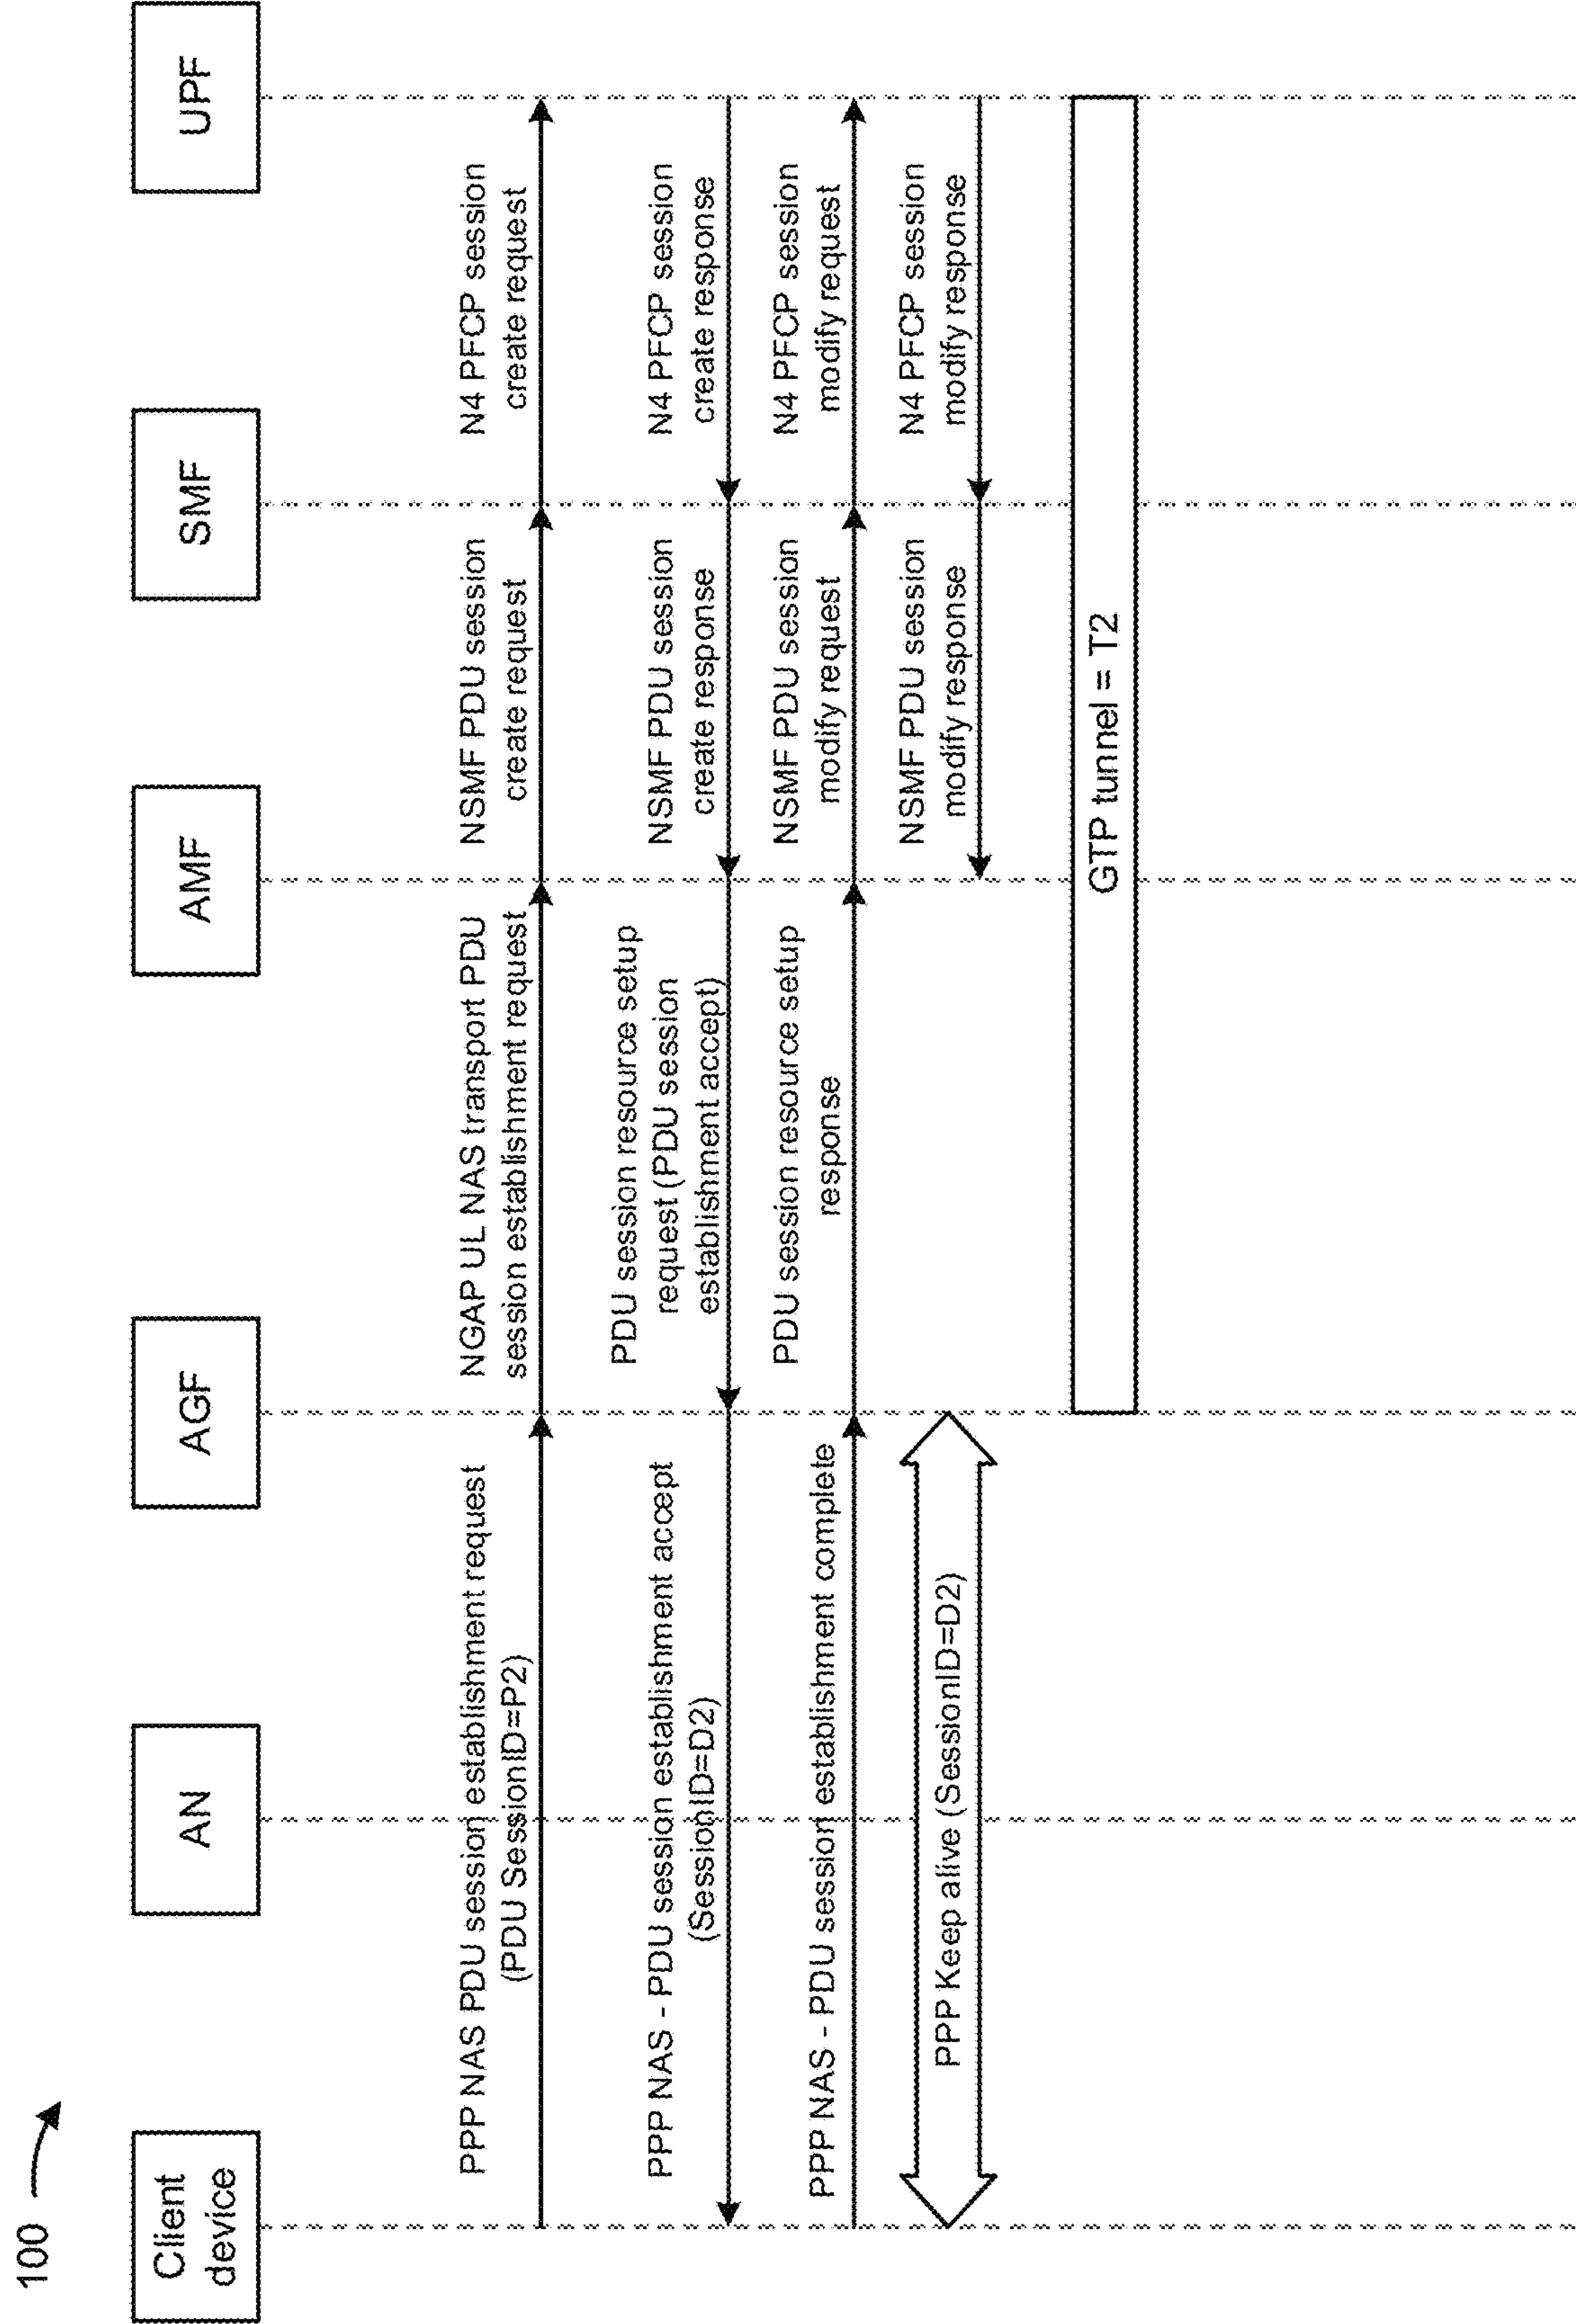 100
Client
device
AN
AGF
AMF
SMF
UPF
PPP NAS PDU session establishment request
(PDU SessionID=P2)
NGAP UL NAS transport PDU
session establishment request
NSMF PDU session
create request
N4 PFCP session
create request
PPP NAS - PDU session establishment accept
(SessionID=D2)
PDU session resource setup
request (PDU session
establishment accept)
NSMF PDU session
create response
N4 PFCP session
create response
PPP NAS - PDU session establishment complete
PDU session resource setup
response
NSMF PDU session
modify request
N4 PFCP session
modify request
PPP Keep alive (SessionID=D2)
NSMF PDU session
modify response
N4 PFCP session
modify response
GTP tunnel = T2